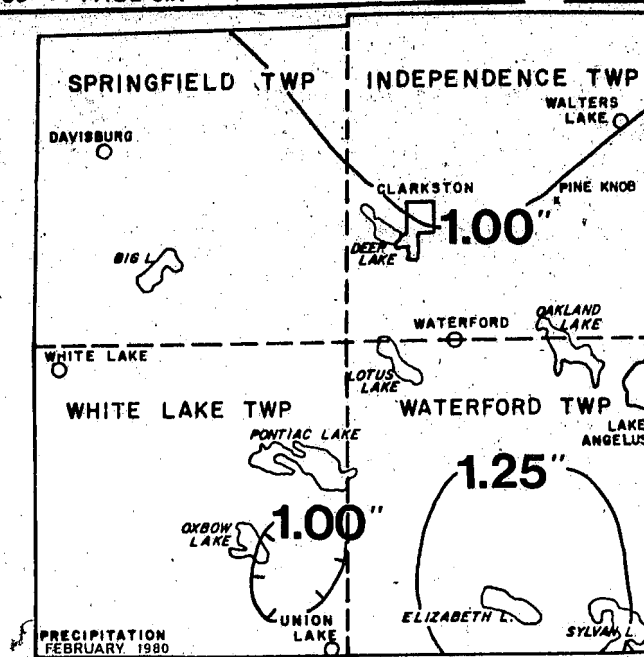 SPRINGFIELD TWP
INDEPENDENCE TWP
WALTERS
LAKE
DAVISBURG
CLARKSTON
PINE KNOB
1.00"
DEER
LAKE
BIG L.
OAKLAND
LAKE
WATERFORD
WHITE LAKE
LOTUS
LAKE
WHITE LAKE TWP
WATERFORD TWP
LAKE
ANGELUS
PONTIAC LAKE
1.25"
1.00"
OXBOW
LAKE
ELIZABETH L.
UNION
LAKE
SYLVAN L.
PRECIPITATION
FEBRUARY 1980